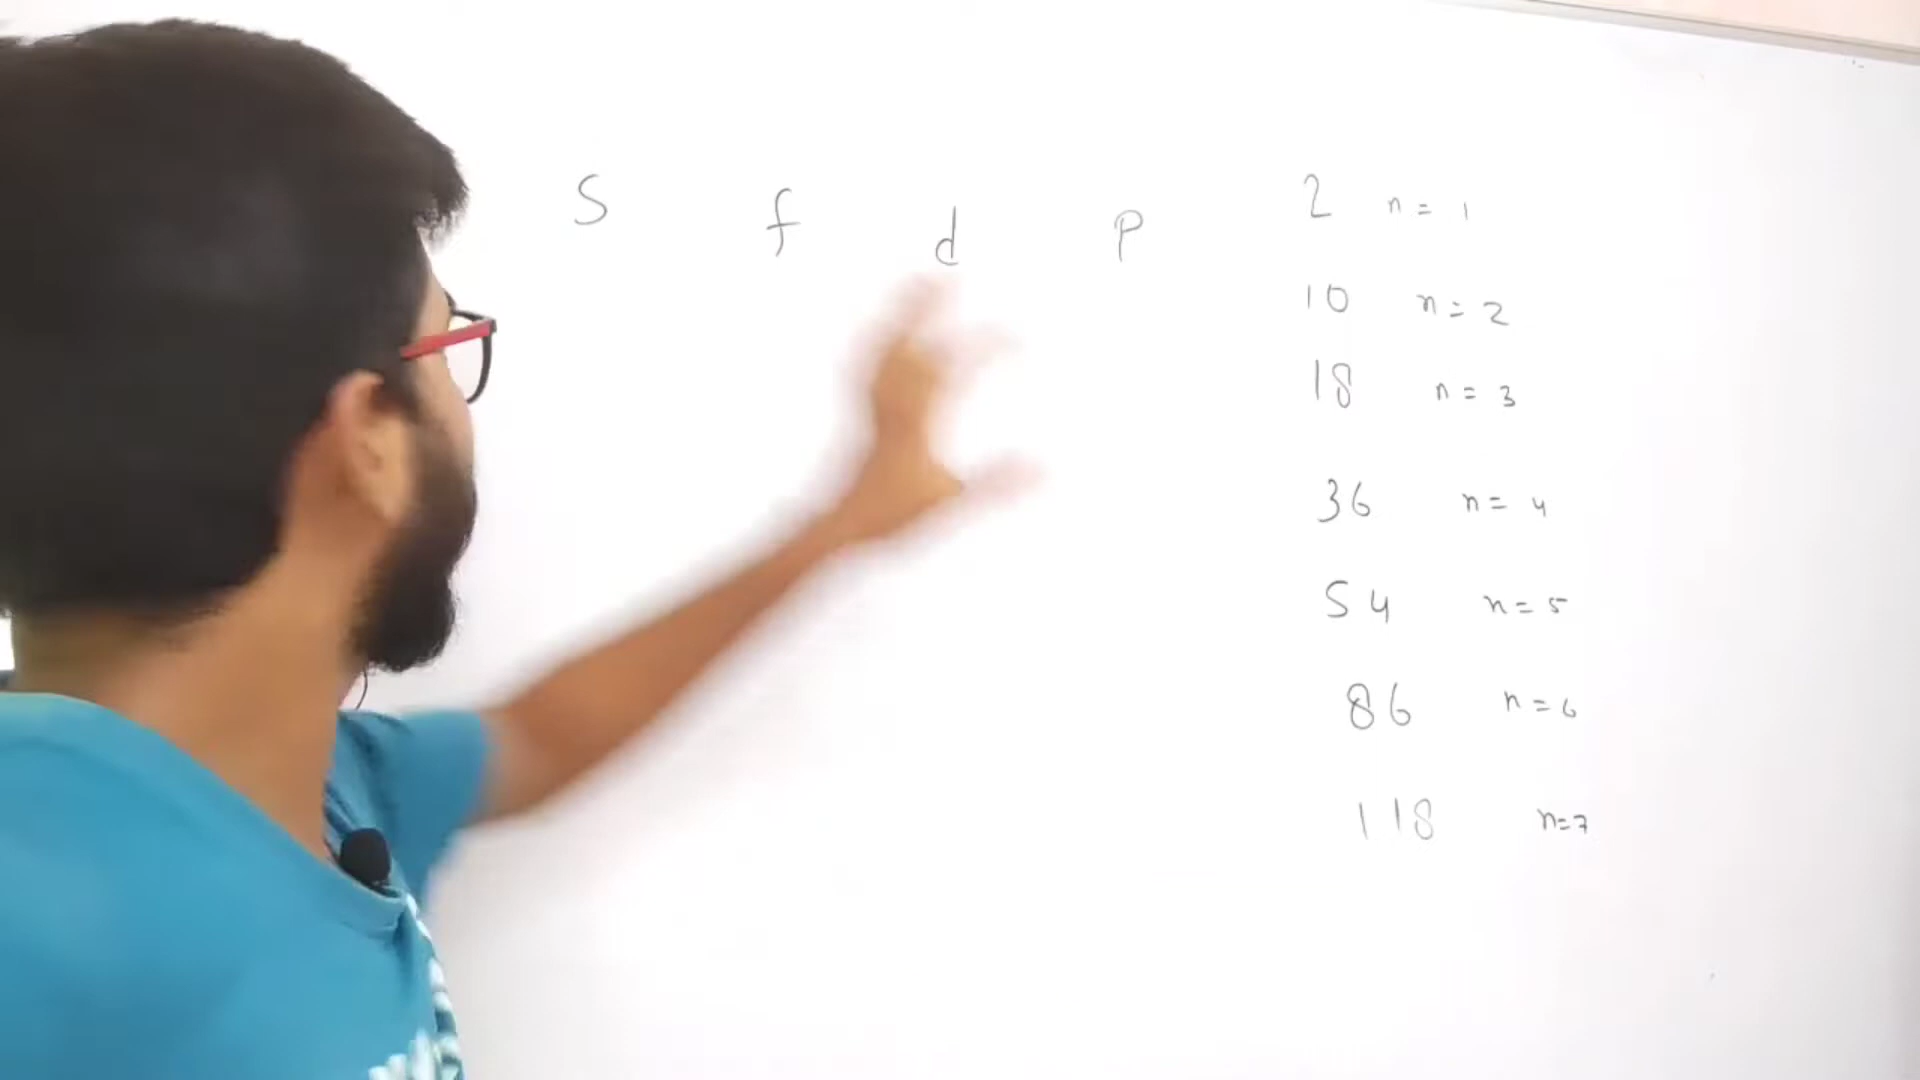 S f d P 2 n = 1
10 n = 2
18 n = 3
36 n = 4
54 n = 5
86 n = 6
118 n=7